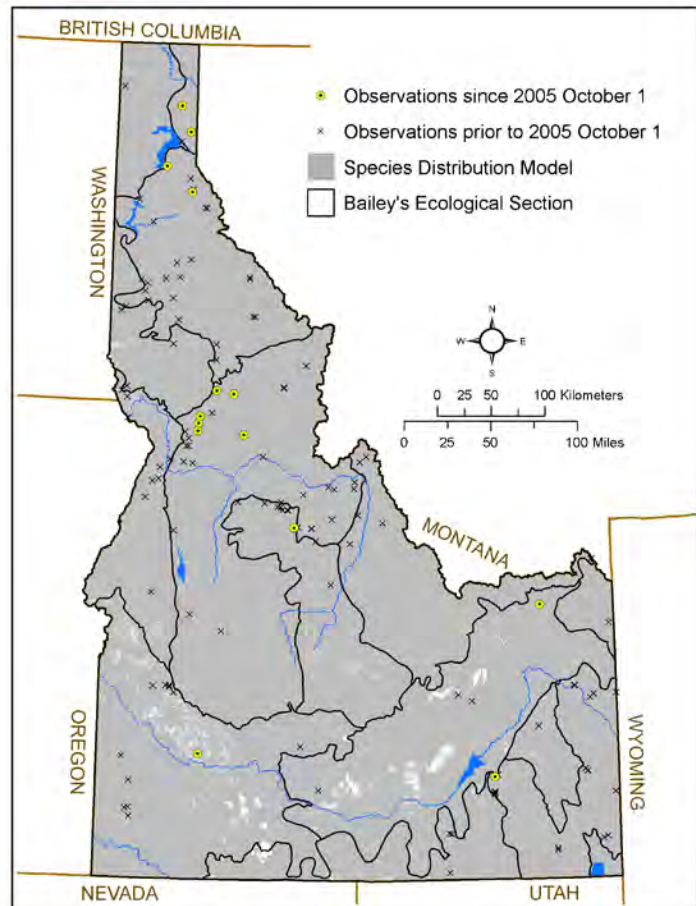 BRITISH COLUMBIA
Observations since 2005 October 1
Observations prior to 2005 October 1
Species Distribution Model
Bailey's Ecological Section
WASHINGTON
N
W E
S
0 25 50 100 Kilometers
0 25 50 100 Miles
MONTANA
OREGON
WYOMING
NEVADA
UTAH